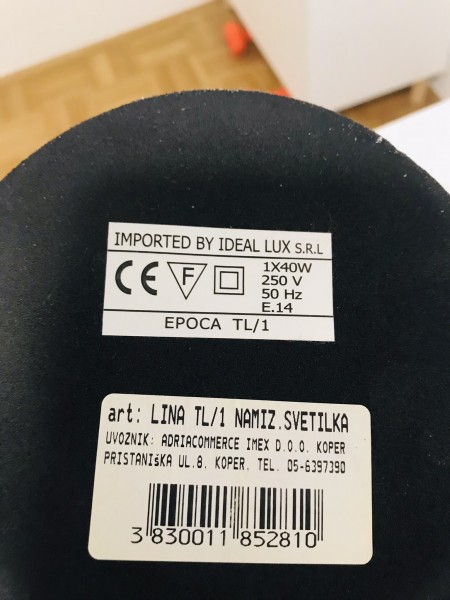 IMPORTED BY IDEAL LUX S.R.L
CE F 1X40W
250 V
50 Hz
E.14
EPOCA TL/1
art: LINA TL/1 NAMIZ.SVETILKA
UVOZNIK: ADRIACOMMERCE IMEX D.O.O. KOPER
PRISTANIšKA UL.8. KOPER. TEL. 05-6397390
3 830011 852810